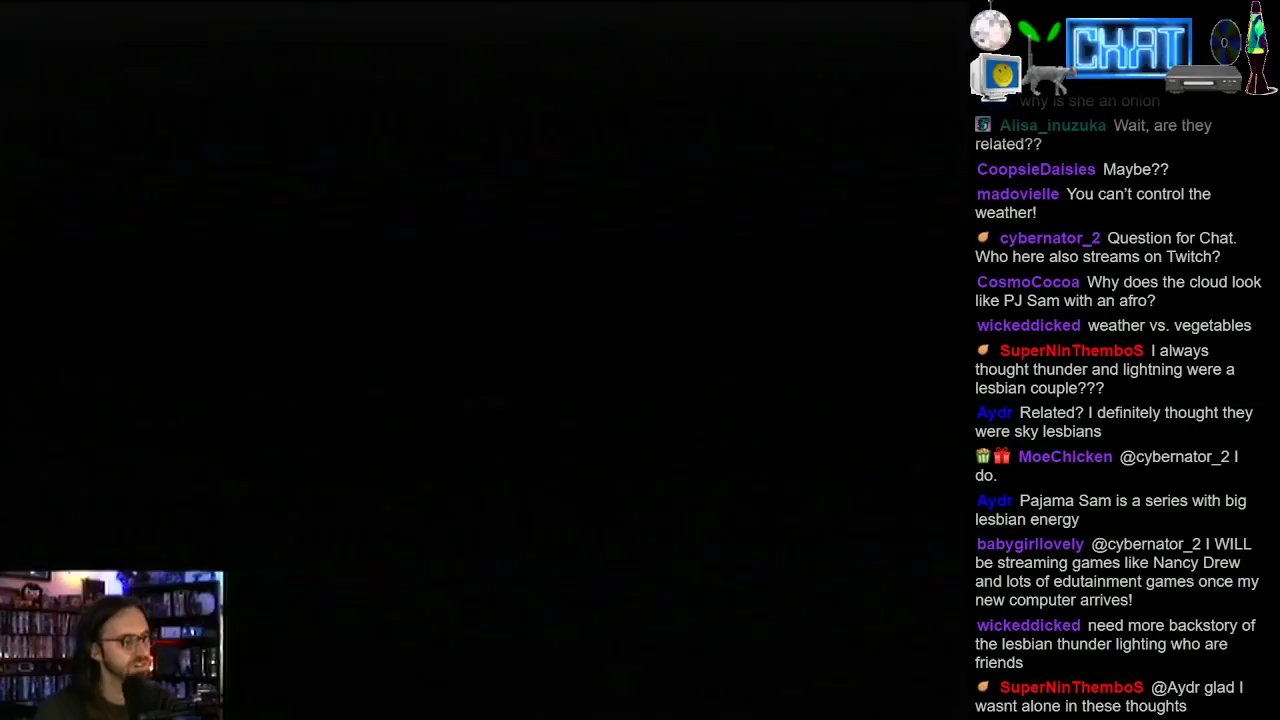 CHAT
why is she an onion
Alisa_inuzuka Wait, are they
related??
CoopsieDaisies Maybe??
madovielle You can’t control the
weather!
cybernator_2 Question for Chat.
Who here also streams on Twitch?
CosmoCocoa Why does the cloud look
like PJ Sam with an afro?
wickeddicked weather vs. vegetables
SuperNinThemboS I always
thought thunder and lightning were a
lesbian couple???
Aydr Related? I definitely thought they
were sky lesbians
MoeChicken @cybernator_2 I
do.
Aydr Pajama Sam is a series with big
lesbian energy
babygirllovely @cybernator_2 I WILL
be streaming games like Nancy Drew
and lots of edutainment games once my
new computer arrives!
wickeddicked need more backstory of
the lesbian thunder lighting who are
friends
SuperNinThemboS @Aydr glad I
wasnt alone in these thoughts